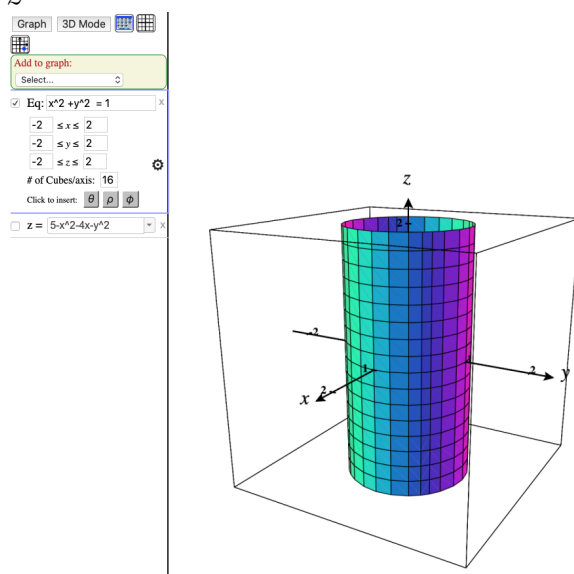 Graph 3D Mode
Add to graph:
Select...
Eq: x^2 +y^2 = 1 x
-2 ≤ x ≤ 2
-2 ≤ y ≤ 2
-2 ≤ z ≤ 2
# of Cubes/axis: 16
Click to insert: θ ρ ϕ
z = 5-x^2-4x-y^2 x
z
2
-2
1
2
x
2
y